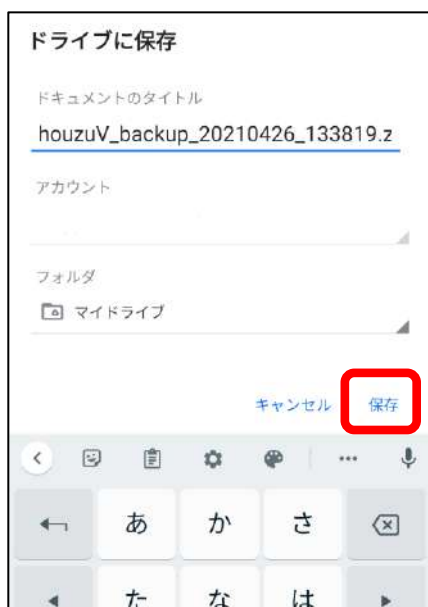 ドライブに保存
ドキュメントのタイトル
houzuV_backup_20210426_133819.z
アカウント
フォルダ
マイドライブ
キャンセル 保存
あ か さ
た な は